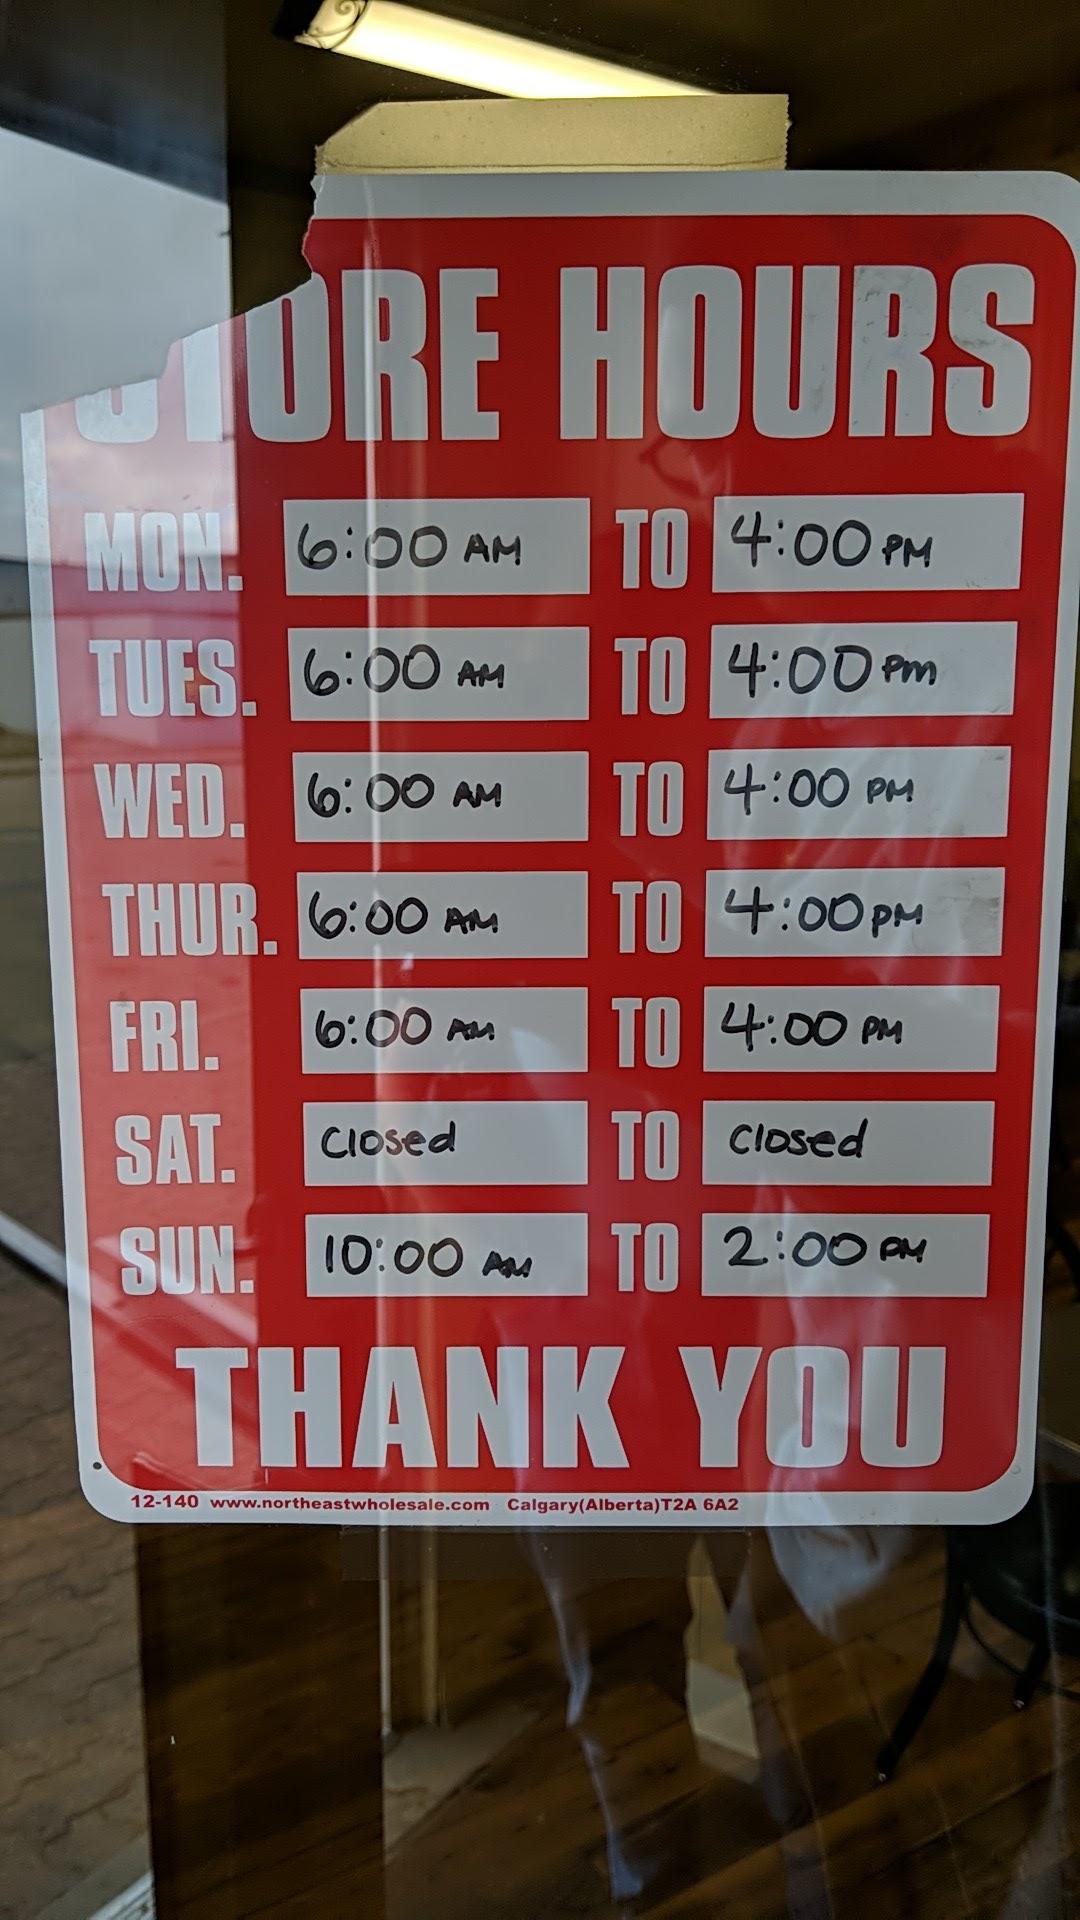 STORE HOURS
MON. 6:00 AM TO 4:00 PM
TUES. 6:00 AM TO 4:00 PM
WED. 6:00 AM TO 4:00 PM
THUR. 6:00 AM TO 4:00 PM
FRI. 6:00 AM TO 4:00 PM
SAT. Closed TO Closed
SUN. 10:00 AM TO 2:00 PM
THANK YOU
12-140 www.northeastwholesale.com Calgary(Alberta)T2A 6A2